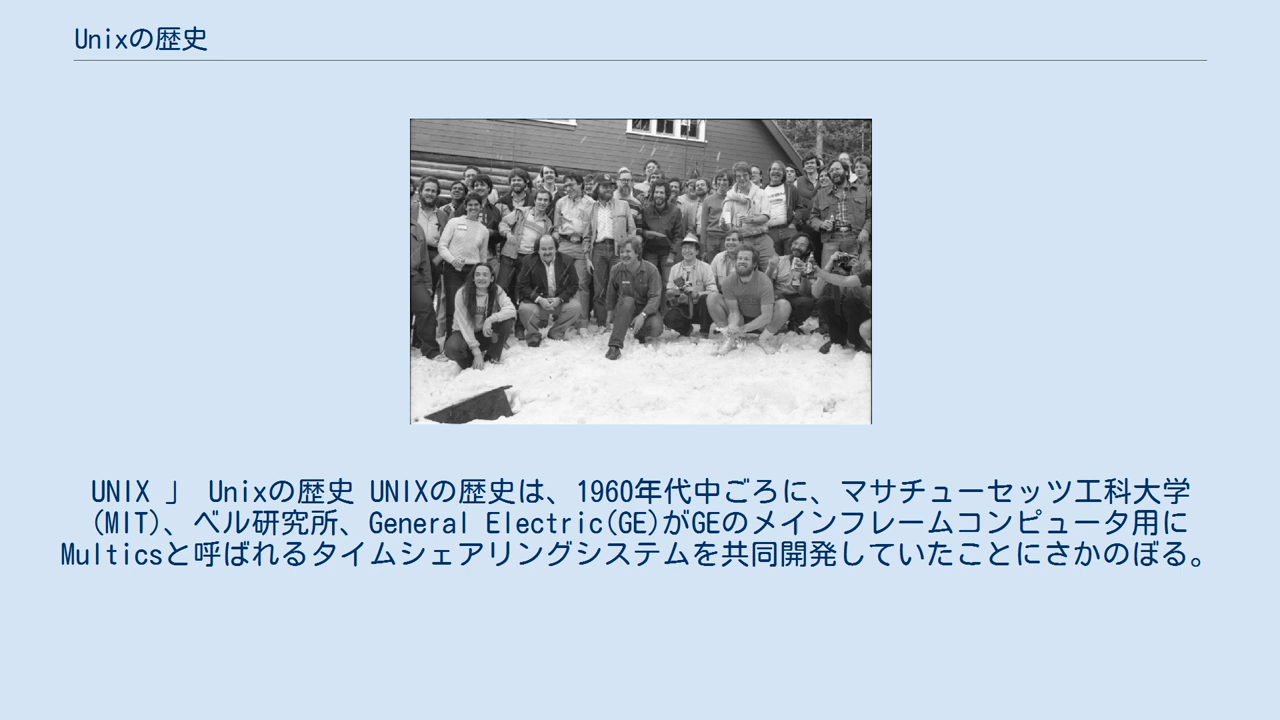 Unixの歴史
UNIX 」 Unixの歴史 UNIXの歴史は、1960年代中ごろに、マサチューセッツ工科大学
(MIT)、ベル研究所、General Electric(GE)がGEのメインフレームコンピュータ用に
Multicsと呼ばれるタイムシェアリングシステムを共同開発していたことにさかのぼる。